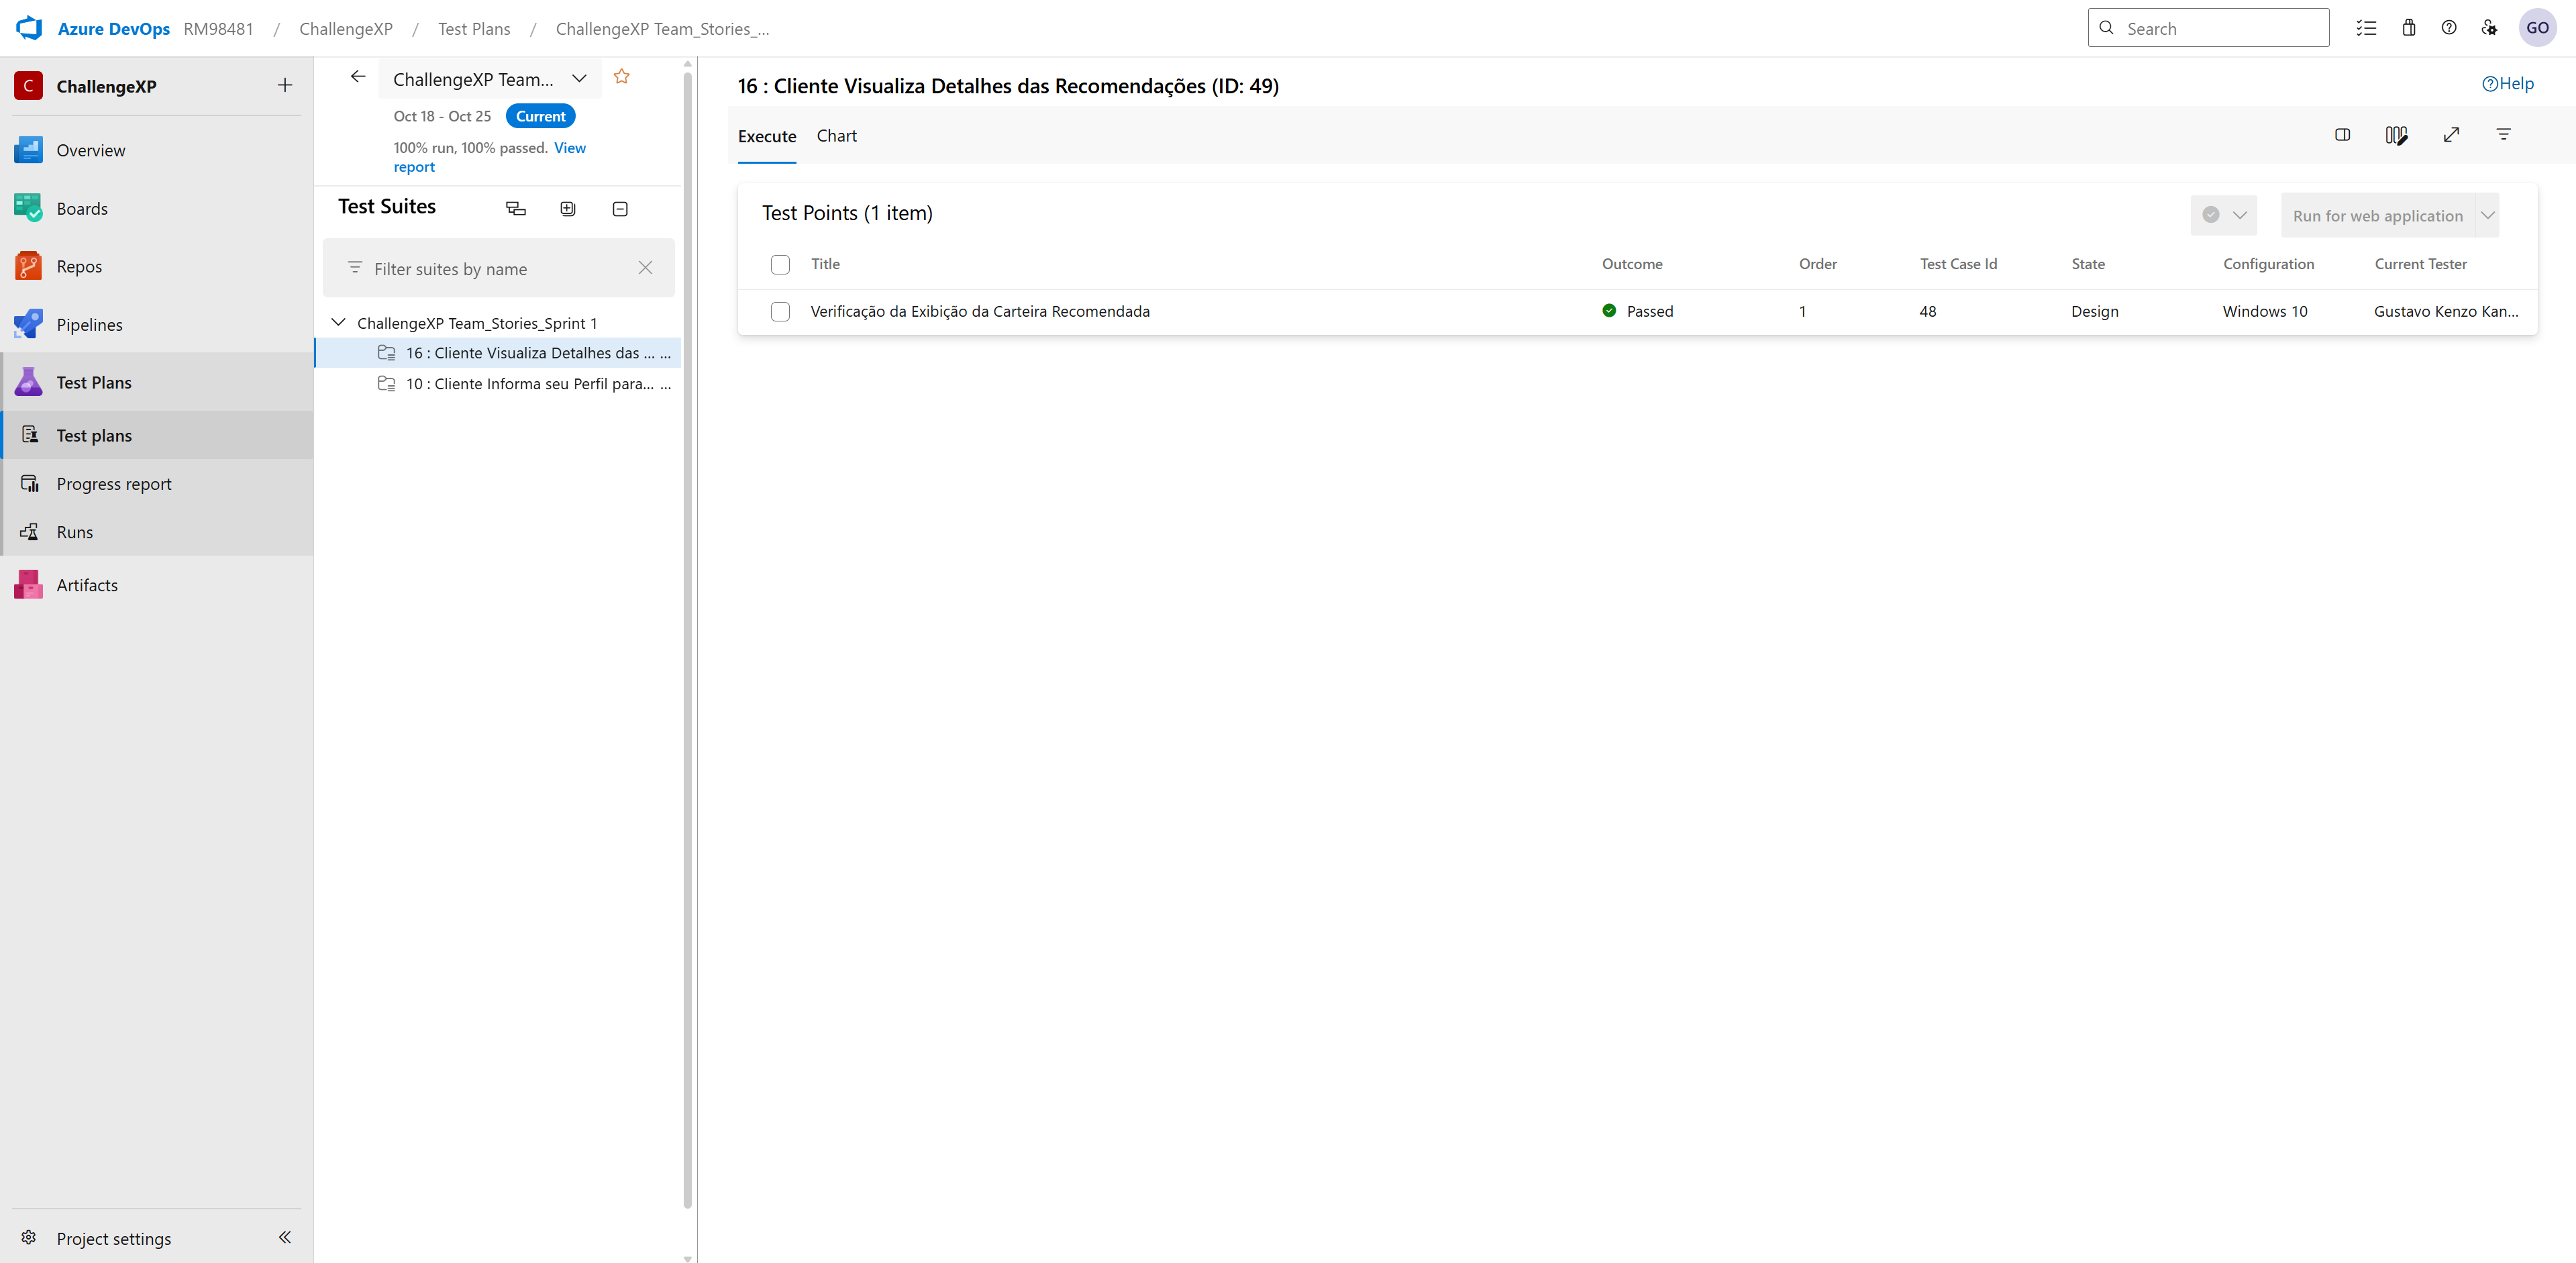 Azure DevOps RM98481 / ChallengeXP / Test Plans / ChallengeXP Team_Stories_...
Search
GO
C ChallengeXP
Overview
Boards
Repos
Pipelines
Test Plans
Test plans
Progress report
Runs
Artifacts
Project settings
ChallengeXP Team...
Oct 18 - Oct 25 Current
100% run, 100% passed. View
report
Test Suites
Filter suites by name
ChallengeXP Team_Stories_Sprint 1
16 : Cliente Visualiza Detalhes das ... ...
10 : Cliente Informa seu Perfil para... ...
16 : Cliente Visualiza Detalhes das Recomendações (ID: 49)
Help
Execute Chart
Test Points (1 item)
Run for web application
Title Outcome Order Test Case Id State Configuration Current Tester
Verificação da Exibição da Carteira Recomendada Passed 1 48 Design Windows 10 Gustavo Kenzo Kan...